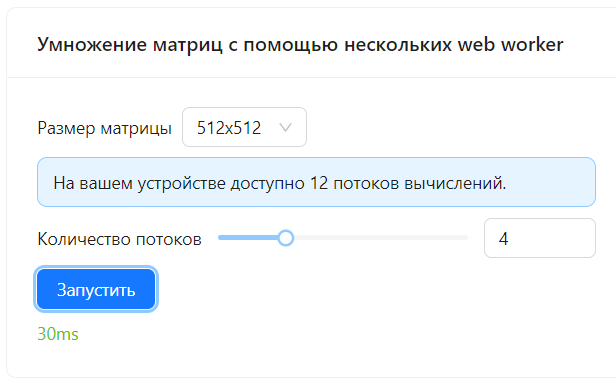 Умножение матриц с помощью нескольких web worker
Размер матрицы 512x512
На вашем устройстве доступно 12 потоков вычислений.
Количество потоков 4
Запустить
30ms